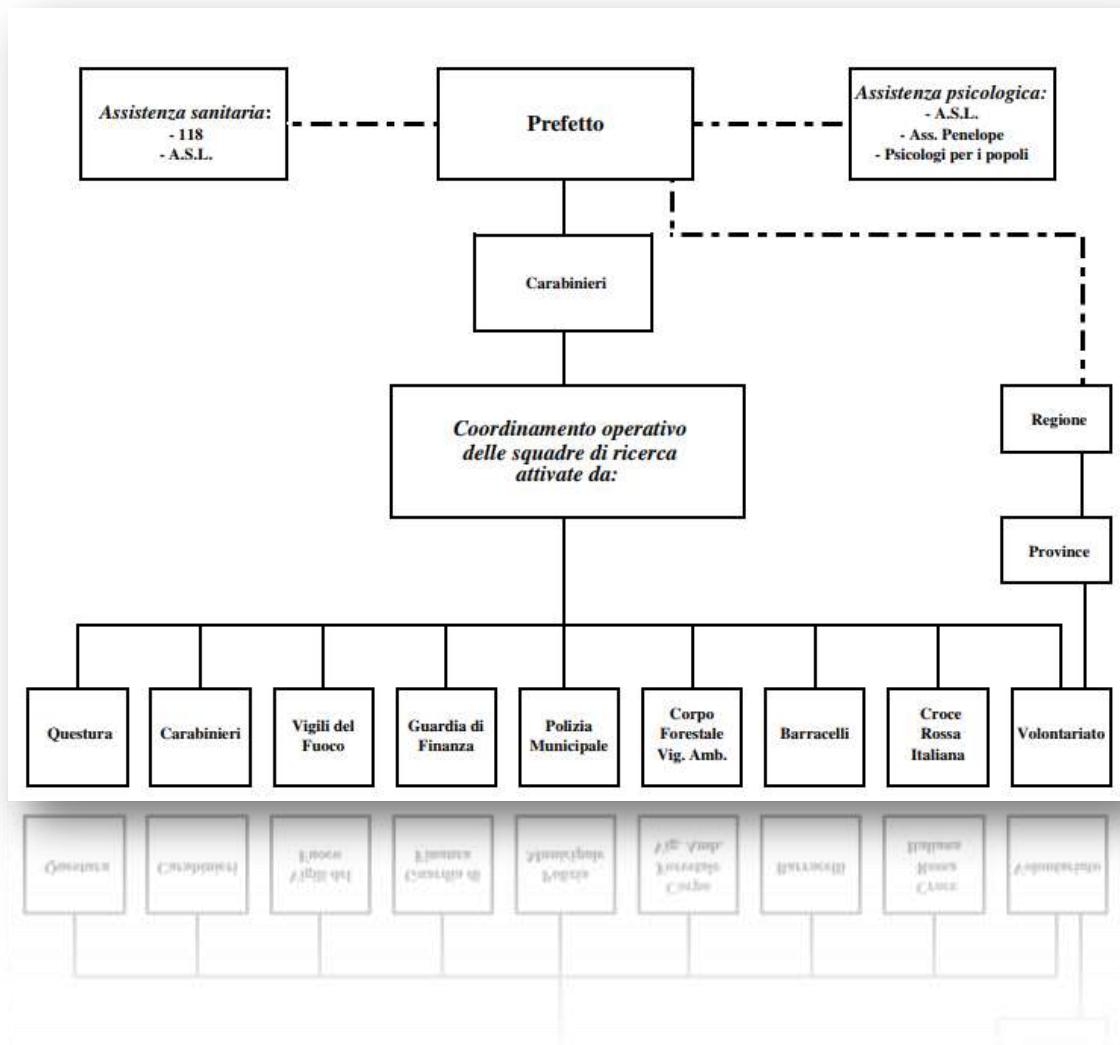 Assistenza sanitaria:
- 118
- A.S.L.
Prefetto
Assistenza psicologica:
- A.S.L.
- Ass. Penelope
- Psicologi per i popoli
Carabinieri
Coordinamento operativo
delle squadre di ricerca
attivate da:
Regione
Province
Questura
Carabinieri
Vigili del
Fuoco
Guardia di
Finanza
Polizia
Municipale
Corpo
Forestale
Vig. Amb.
Barracelli
Croce
Rossa
Italiana
Volontariato